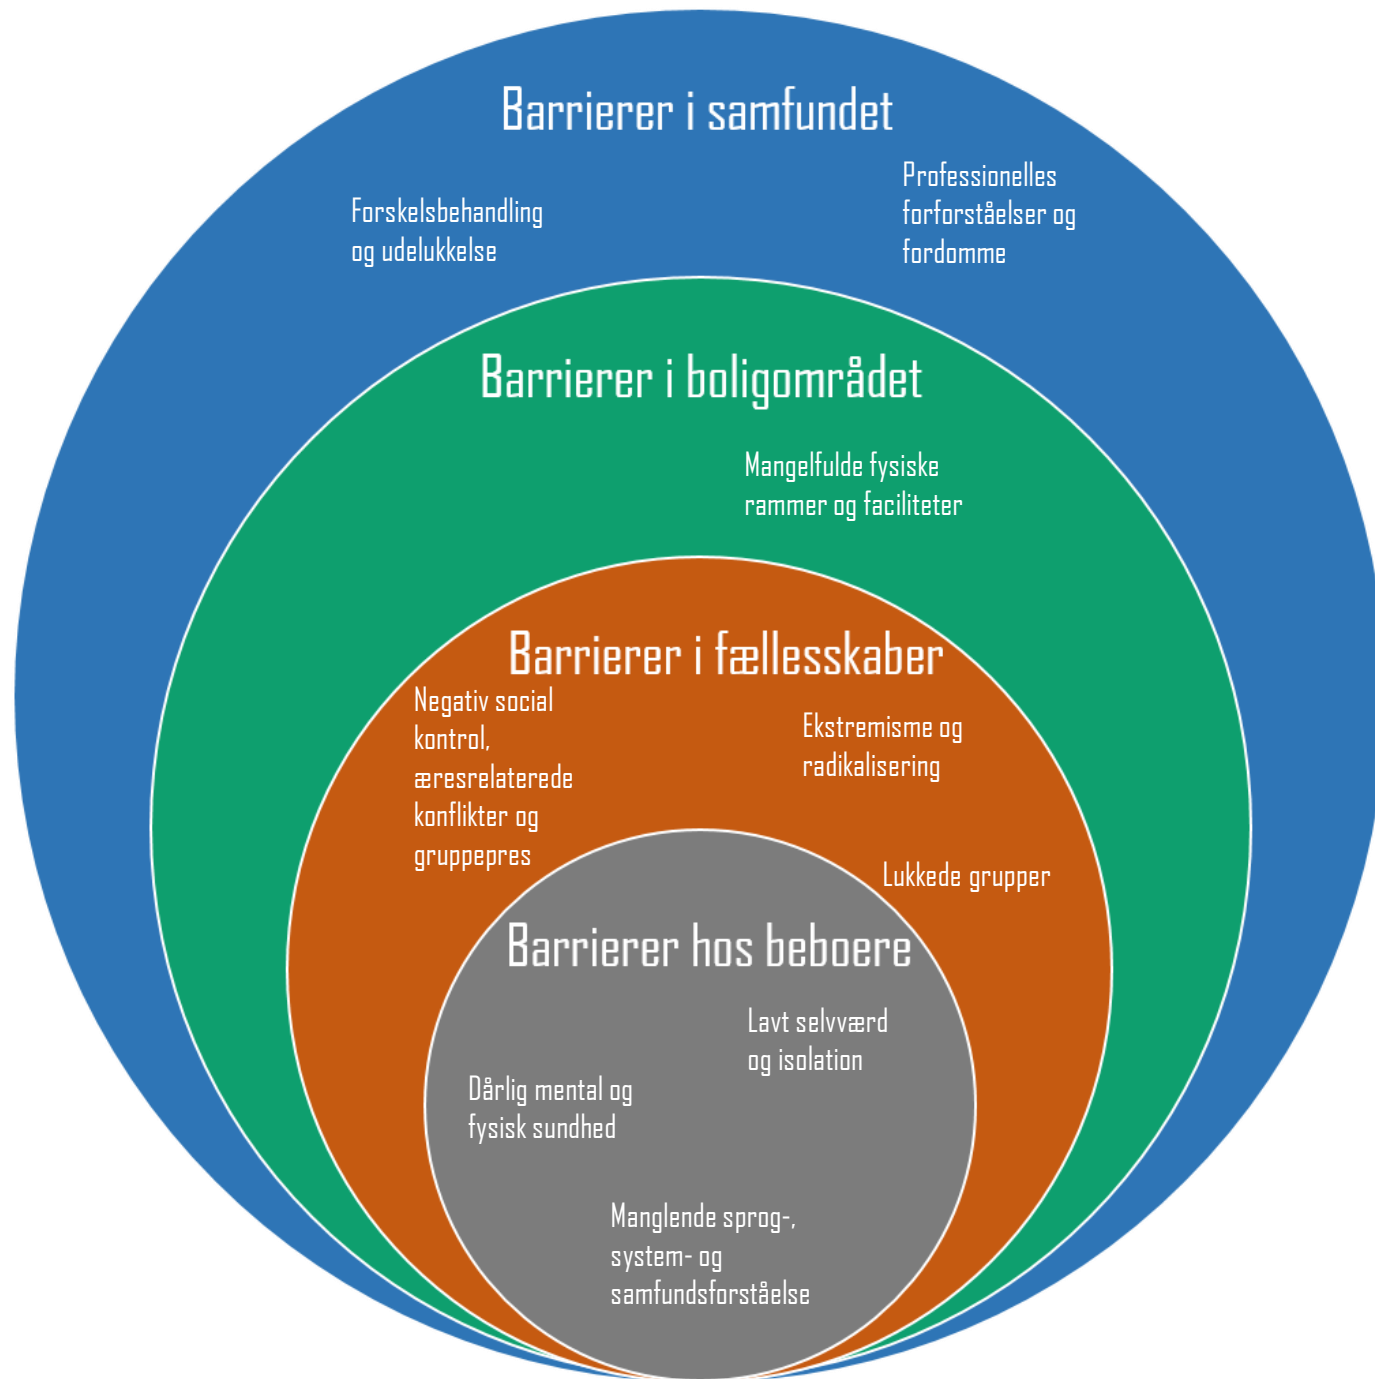 Barrierer i samfundet
Forskelsbehandling
og udelukkelse
Professionelles
forforståelser og
fordomme
Barrierer i boligområdet
Mangelfulde fysiske
rammer og faciliteter
Barrierer i fællesskaber
Negativ social
kontrol,
æresrelaterede
konflikter og
gruppepres
Ekstremisme og
radikalisering
Lukkede grupper
Barrierer hos beboere
Lavt selvværd
og isolation
Dårlig mental og
fysisk sundhed
Manglende sprog-,
system- og
samfundsforståelse